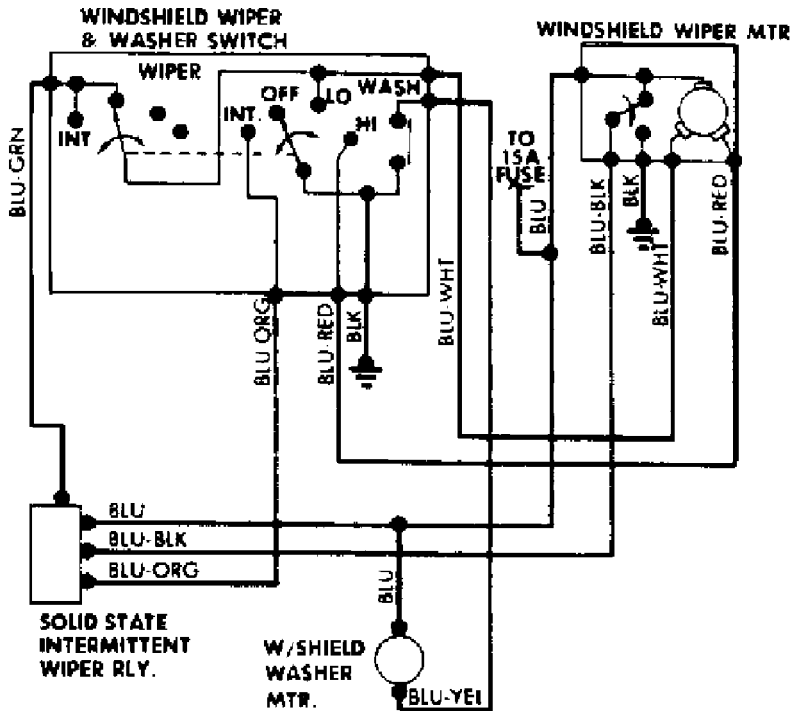 WINDSHIELD WIPER
& WASHER SWITCH
WINDSHIELD WIPER MTR
WIPER
WASH
OFF
LO
INT
INT.
HI
TO
15A
FUSE
BLU-GRN
BLU
BLU-BLK
BLK
BLU-WHT
BLU-RED
BLU ORG
BLU-RED
BLK
BLU-WHT
BLU
BLU-BLK
BLU-ORG
BLU
SOLID STATE
INTERMITTENT
WIPER RLY.
W/SHIELD
WASHER
MTR.
BLU-YEL